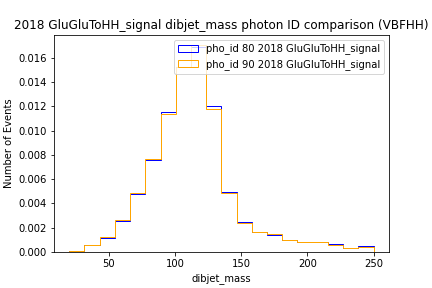 2018 GluGluToHH_signal dibjet_mass photon ID comparison (VBFHH)
pho_id 80 2018 GluGluToHH_signal
pho_id 90 2018 GluGluToHH_signal
0.016
0.014
0.012
0.010
0.008
0.006
0.004
0.002
0.000
Number of Events
50
100
150
200
250
dibjet_mass